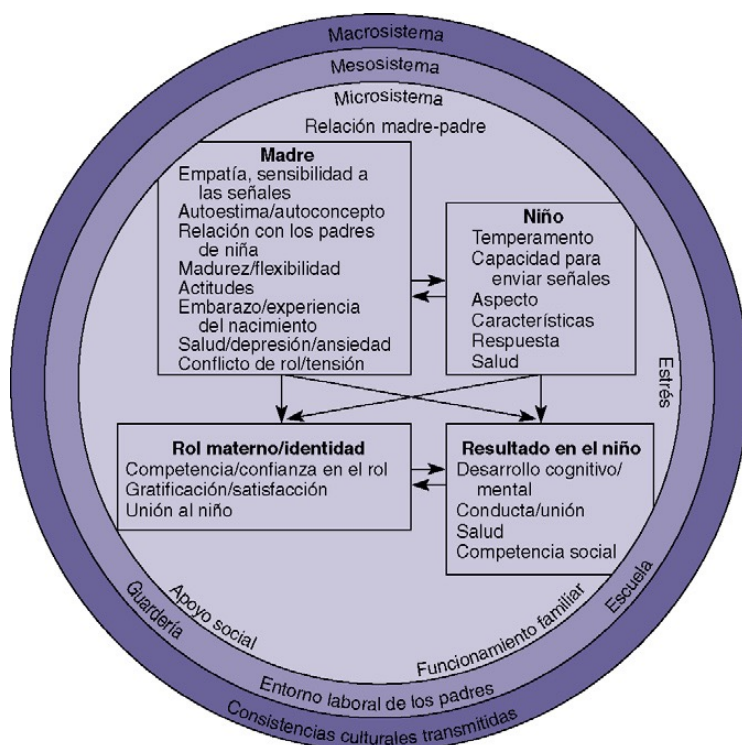 Macrosistema
Mesosistema
Microsistema
Relación madre-padre
Madre
Empatía, sensibilidad a
las señales
Autoestima/autoconcepto
Relación con los padres
de niña
Madurez/flexibilidad
Actitudes
Embarazo/experiencia
del nacimiento
Salud/depresión/ansiedad
Conflicto de rol/tensión
Niño
Temperamento
Capacidad para
enviar señales
Aspecto
Características
Respuesta
Salud
Estrés
Rol materno/identidad
Competencia/confianza en el rol
Gratificación/satisfacción
Unión al niño
Resultado en el niño
Desarrollo cognitivo/
mental
Conducta/unión
Salud
Competencia social
Apoyo social
Funcionamiento familiar
Guardería
Entorno laboral de los padres
Escuela
Consistencias culturales transmitidas